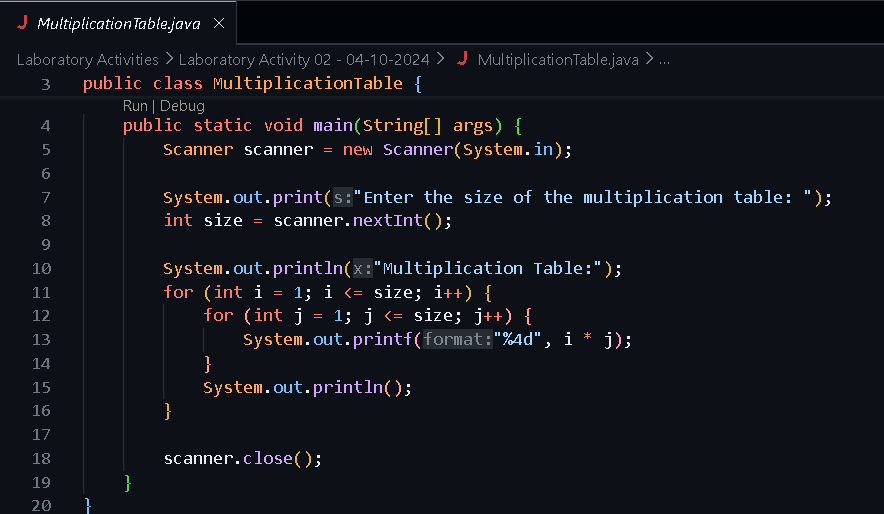 MultiplicationTable.java ×
Laboratory Activities > Laboratory Activity 02 - 04-10-2024 > MultiplicationTable.java > ...
3 public class MultiplicationTable {
Run | Debug
4 public static void main(String[] args) {
5 Scanner scanner = new Scanner(System.in);
6
7 System.out.print(s:"Enter the size of the multiplication table: ");
8 int size = scanner.nextInt();
9
10 System.out.println(x:"Multiplication Table:");
11 for (int i = 1; i <= size; i++) {
12 for (int j = 1; j <= size; j++) {
13 System.out.printf(format:"%4d", i * j);
14 }
15 System.out.println();
16 }
17
18 scanner.close();
19 }
20 }